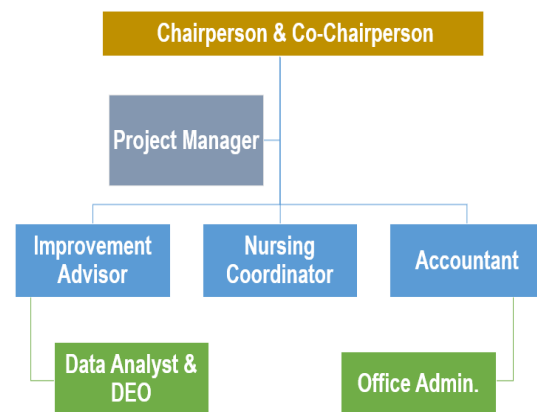 Chairperson & Co-Chairperson
Project Manager
Improvement
Advisor
Nursing
Coordinator
Accountant
Data Analyst &
DEO
Office Admin.